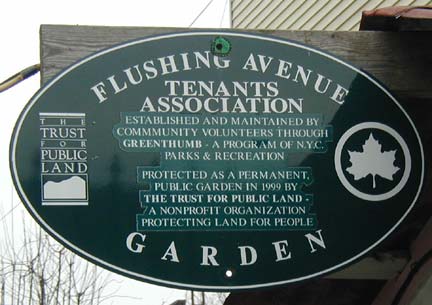 FLUSHING AVENUE
TENANTS
ASSOCIATION
ESTABLISHED AND MAINTAINED BY
COMMMUNITY VOLUNTEERS THROUGH
GREENTHUMB - A PROGRAM OF N.Y.C.
PARKS & RECREATION
PROTECTED AS A PERMANENT,
PUBLIC GARDEN IN 1999 BY
THE TRUST FOR PUBLIC LAND -
A NONPROFIT ORGANIZATION
PROTECTING LAND FOR PEOPLE
GARDEN
THE
TRUST
FOR
PUBLIC
LAND